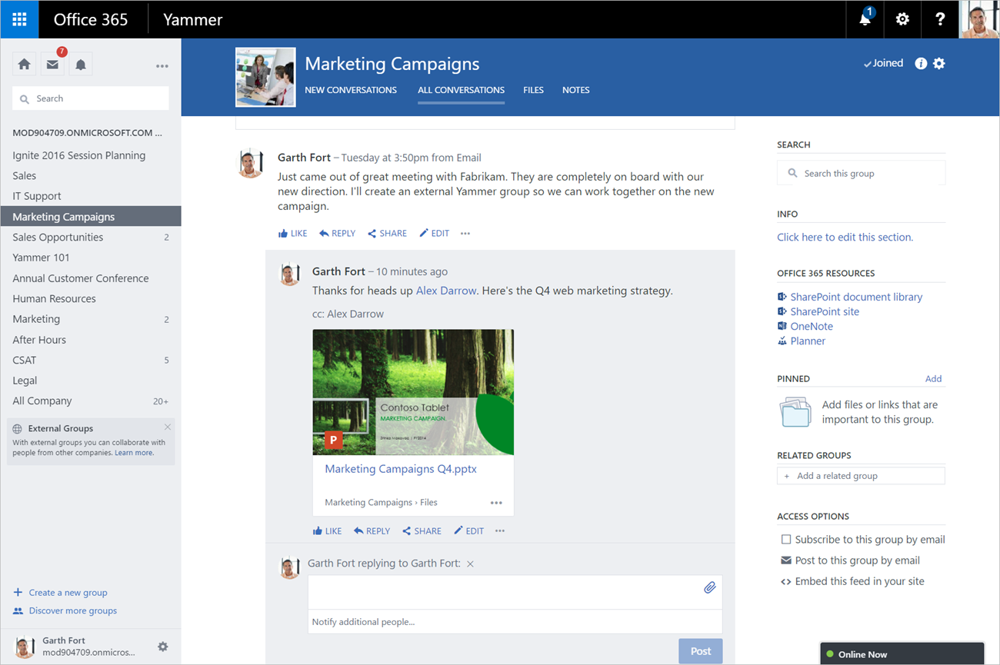 Office 365
Yammer
1
?
7
Search
MOD904709.ONMICROSOFT.COM ...
Ignite 2016 Session Planning
Sales
IT Support
Marketing Campaigns
Sales Opportunities 2
Yammer 101
Annual Customer Conference
Human Resources
Marketing 2
After Hours
CSAT 5
Legal
All Company 20+
External Groups
With external groups you can collaborate with
people from other companies. Learn more.
Create a new group
Discover more groups
Garth Fort
mod904709.onmicros...
Marketing Campaigns
Joined
NEW CONVERSATIONS ALL CONVERSATIONS FILES NOTES
Garth Fort – Tuesday at 3:50pm from Email
Just came out of great meeting with Fabrikam. They are completely on board with our
new direction. I'll create an external Yammer group so we can work together on the new
campaign.
LIKE REPLY SHARE EDIT
Garth Fort – 10 minutes ago
Thanks for heads up Alex Darrow. Here's the Q4 web marketing strategy.
cc: Alex Darrow
Contoso Tablet
MARKETING CAMPAIGN
P
Marketing Campaigns Q4.pptx
Marketing Campaigns › Files
LIKE REPLY SHARE EDIT
Garth Fort replying to Garth Fort:
Notify additional people...
Post
SEARCH
Search this group
INFO
Click here to edit this section.
OFFICE 365 RESOURCES
SharePoint document library
SharePoint site
OneNote
Planner
PINNED Add
Add files or links that are
important to this group.
RELATED GROUPS
+ Add a related group
ACCESS OPTIONS
Subscribe to this group by email
Post to this group by email
Embed this feed in your site
Online Now